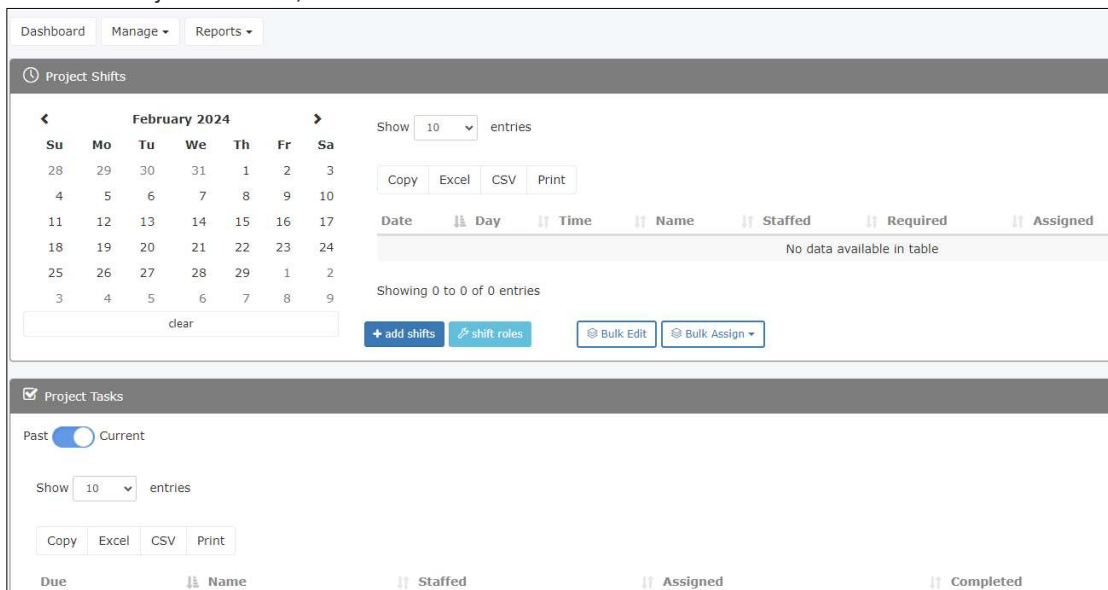 Dashboard Manage Reports
Project Shifts
February 2024
Su Mo Tu We Th Fr Sa
28 29 30 31 1 2 3
4 5 6 7 8 9 10
11 12 13 14 15 16 17
18 19 20 21 22 23 24
25 26 27 28 29 1 2
3 4 5 6 7 8 9
clear
Show 10 entries
Copy Excel CSV Print
Date Day Time Name Staffed Required Assigned
No data available in table
Showing 0 to 0 of 0 entries
+ add shifts shift roles Bulk Edit Bulk Assign
Project Tasks
Past Current
Show 10 entries
Copy Excel CSV Print
Due Name Staffed Assigned Completed